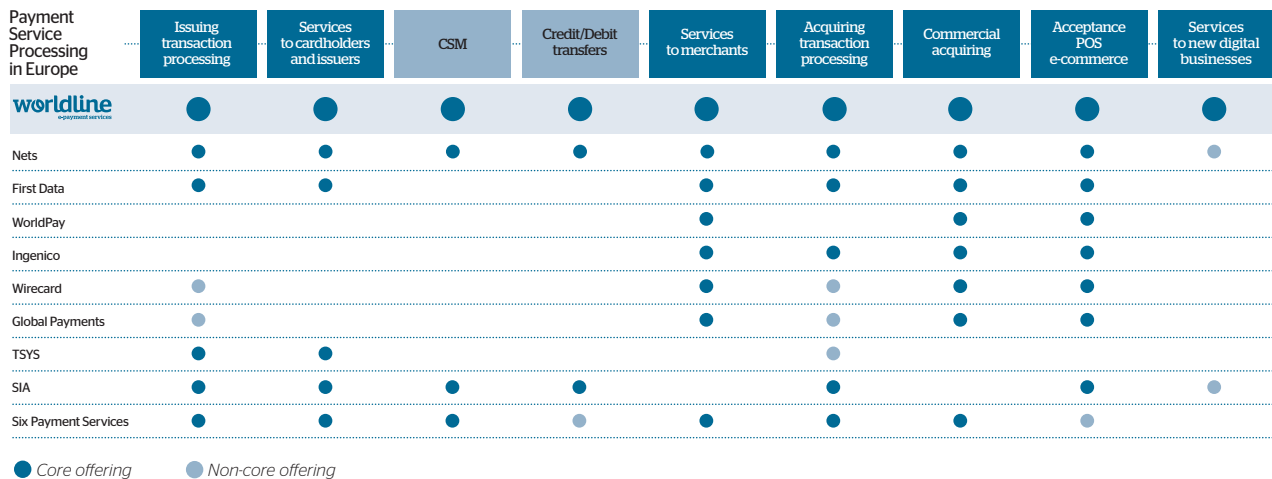 Payment
Service
Processing
in Europe
Issuing
transaction
processing
Services
to cardholders
and issuers
CSM
Credit/Debit
transfers
Services
to merchants
Acquiring
transaction
processing
Commercial
acquiring
Acceptance
POS
e-commerce
Services
to new digital
businesses
worldline
e-payment services
Nets
First Data
WorldPay
Ingenico
Wirecard
Global Payments
TSYS
SIA
Six Payment Services
Core offering
Non-core offering